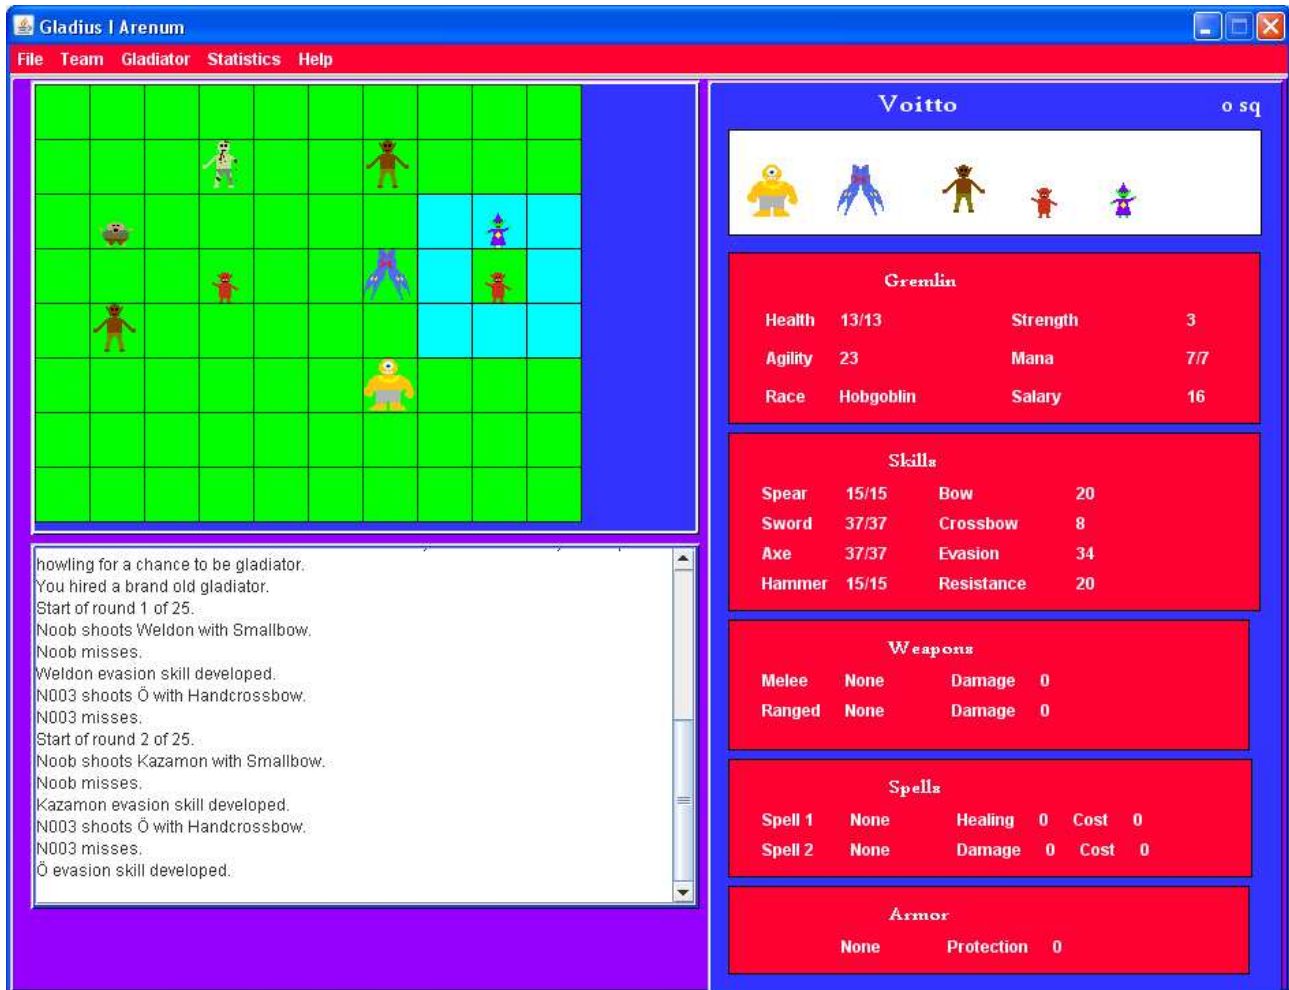 Gladius I Arenum
File Team Gladiator Statistics Help
howling for a chance to be gladiator.
You hired a brand old gladiator.
Start of round 1 of 25.
Noob shoots Weldon with Smallbow.
Noob misses.
Weldon evasion skill developed.
N003 shoots Ö with Handcrossbow.
N003 misses.
Start of round 2 of 25.
Noob shoots Kazamon with Smallbow.
Noob misses.
Kazamon evasion skill developed.
N003 shoots Ö with Handcrossbow.
N003 misses.
Ö evasion skill developed.
Voitto 0 sq
Gremlin
Health 13/13 Strength 3
Agility 23 Mana 7/7
Race Hobgoblin Salary 16
Skills
Spear 15/15 Bow 20
Sword 37/37 Crossbow 8
Axe 37/37 Evasion 34
Hammer 15/15 Resistance 20
Weapons
Melee None Damage 0
Ranged None Damage 0
Spells
Spell 1 None Healing 0 Cost 0
Spell 2 None Damage 0 Cost 0
Armor
None Protection 0